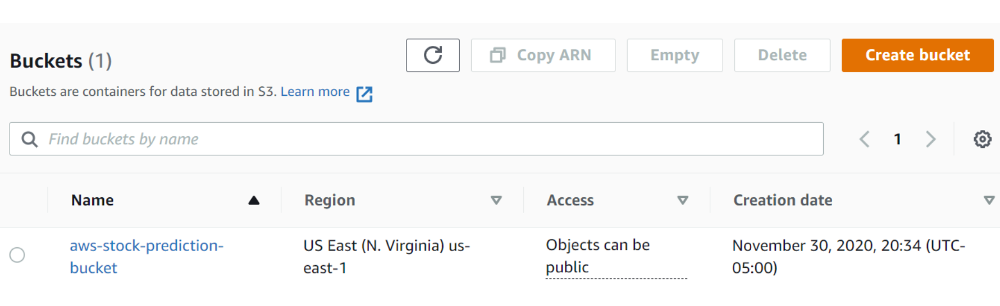 Buckets (1)
Copy ARN
Empty
Delete
Create bucket
Buckets are containers for data stored in S3. Learn more
Find buckets by name
1
Name
Region
Access
Creation date
aws-stock-prediction-
bucket
US East (N. Virginia) us-
east-1
Objects can be
public
November 30, 2020, 20:34 (UTC-
05:00)